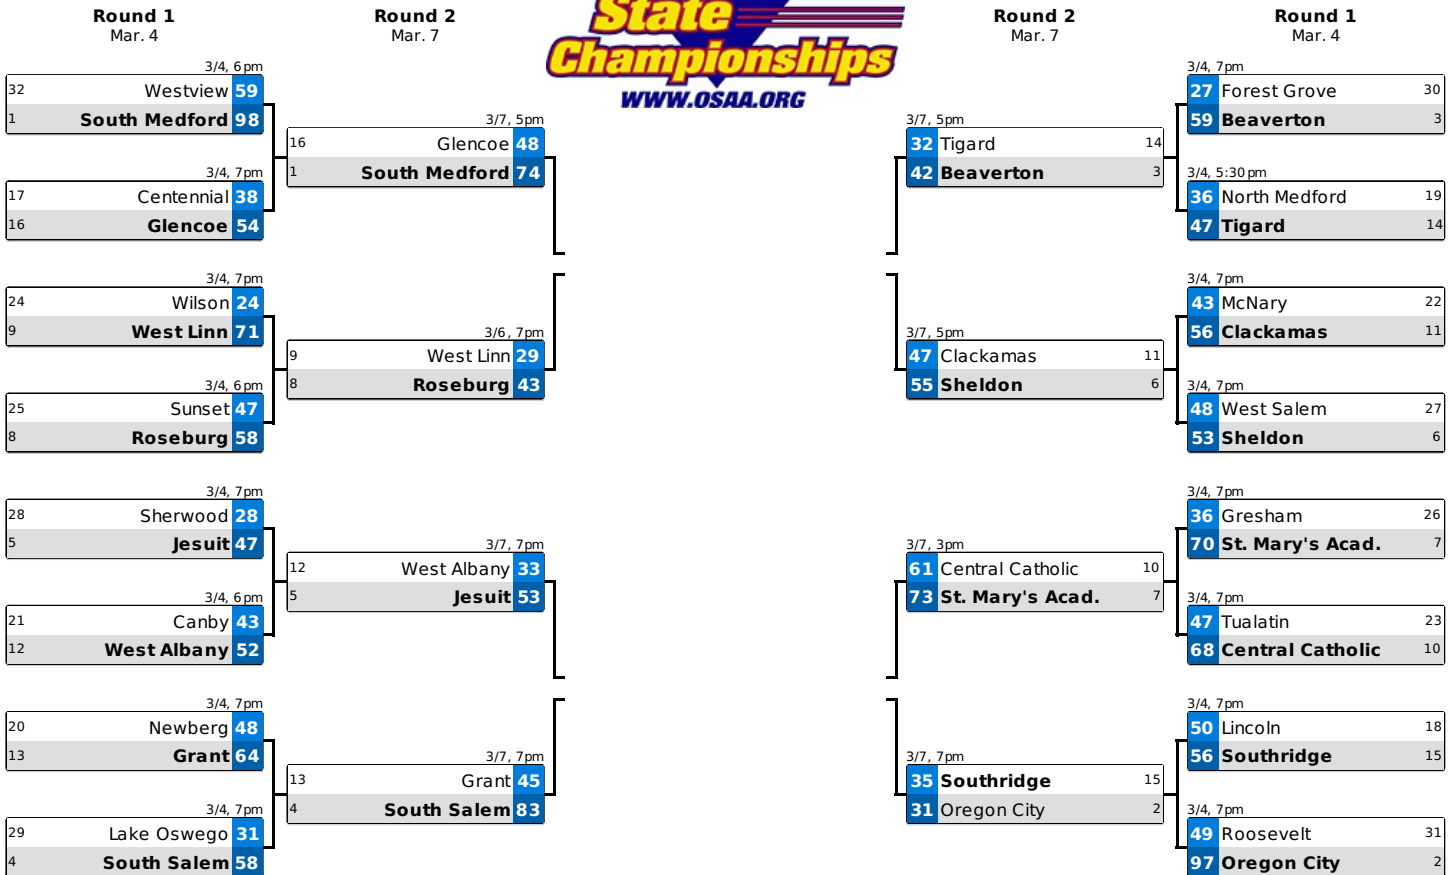 Round 1
Mar. 4
Round 2
Mar. 7
State
Championships
WWW.OSAA.ORG
Round 2
Mar. 7
Round 1
Mar. 4
3/4, 6pm
32 Westview 59
1 South Medford 98
3/4, 7pm
17 Centennial 38
16 Glencoe 54
3/4, 7pm
24 Wilson 24
9 West Linn 71
3/4, 6pm
25 Sunset 47
8 Roseburg 58
3/4, 7pm
28 Sherwood 28
5 Jesuit 47
3/4, 6pm
21 Canby 43
12 West Albany 52
3/4, 7pm
20 Newberg 48
13 Grant 64
3/4, 7pm
29 Lake Oswego 31
4 South Salem 58
3/7, 5pm
16 Glencoe 48
1 South Medford 74
3/6, 7pm
9 West Linn 29
8 Roseburg 43
3/7, 7pm
12 West Albany 33
5 Jesuit 53
3/7, 7pm
13 Grant 45
4 South Salem 83
3/7, 5pm
32 Tigard 14
42 Beaverton 3
3/7, 5pm
47 Clackamas 11
55 Sheldon 6
3/7, 3pm
61 Central Catholic 10
73 St. Mary's Acad. 7
3/7, 7pm
35 Southridge 15
31 Oregon City 2
3/4, 7pm
27 Forest Grove 30
59 Beaverton 3
3/4, 5:30pm
36 North Medford 19
47 Tigard 14
3/4, 7pm
43 McNary 22
56 Clackamas 11
3/4, 7pm
48 West Salem 27
53 Sheldon 6
3/4, 7pm
36 Gresham 26
70 St. Mary's Acad. 7
3/4, 7pm
47 Tualatin 23
68 Central Catholic 10
3/4, 7pm
50 Lincoln 18
56 Southridge 15
3/4, 7pm
49 Roosevelt 31
97 Oregon City 2